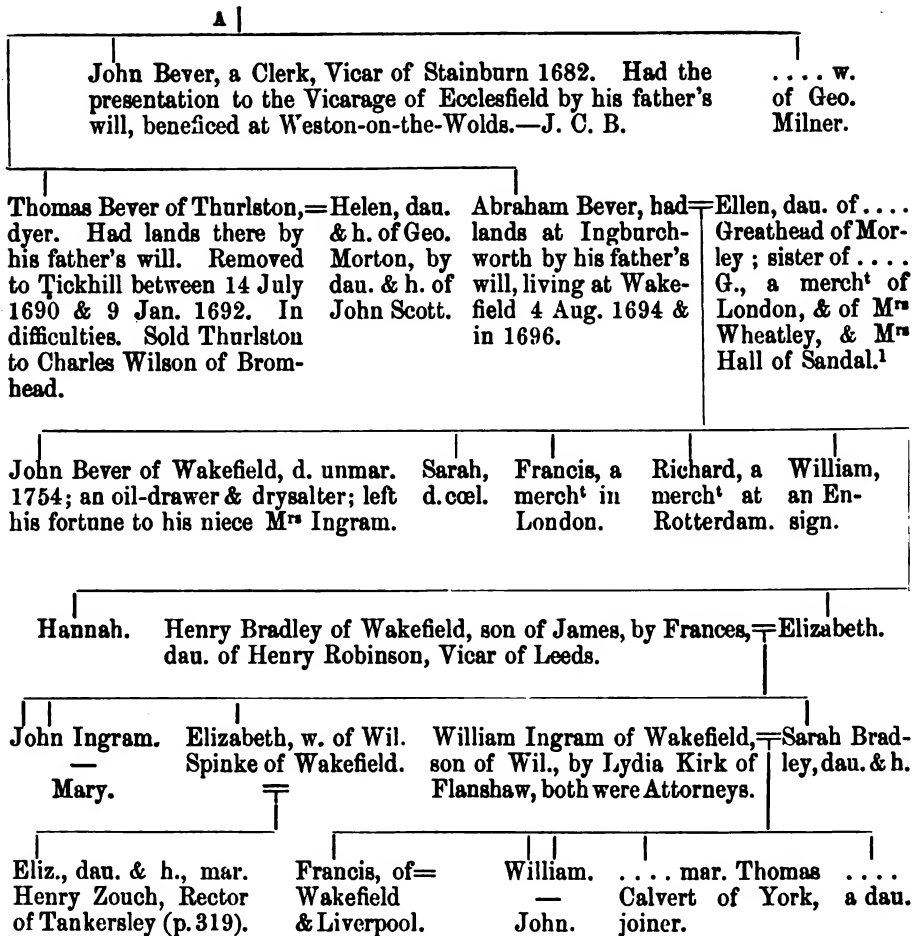 A
John Bever, a Clerk, Vicar of Stainburn 1682. Had the
presentation to the Vicarage of Ecclesfield by his father's
will, beneficed at Weston-on-the-Wolds.—J. C. B.
.... w.
of Geo.
Milner.
Thomas Bever of Thurlston,=
dyer. Had lands there by
his father's will. Removed
to Tickhill between 14 July
1690 & 9 Jan. 1692. In
difficulties. Sold Thurlston
to Charles Wilson of Brom-
head.
Helen, dau.
& h. of Geo.
Morton, by
dau. & h. of
John Scott.
Abraham Bever, had=
lands at Ingburch-
worth by his father's
will, living at Wake-
field 4 Aug. 1694 &
in 1696.
Ellen, dau. of ....
Greathead of Mor-
ley ; sister of ....
G., a mercht of
London, & of Mrs
Wheatley, & Mrs
Hall of Sandal.1
John Bever of Wakefield, d. unmar.
1754; an oil-drawer & drysalter; left
his fortune to his niece Mrs Ingram.
Sarah,
d. cœl.
Francis, a
mercht in
London.
Richard, a
mercht at
Rotterdam.
William,
an En-
sign.
Hannah.
Henry Bradley of Wakefield, son of James, by Frances,=
dau. of Henry Robinson, Vicar of Leeds.
Elizabeth.
John Ingram.
—
Mary.
Elizabeth, w. of Wil.
Spinke of Wakefield.
=
William Ingram of Wakefield,=
son of Wil., by Lydia Kirk of
Flanshaw, both were Attorneys.
Sarah Brad-
ley, dau. & h.
Eliz., dau. & h., mar.
Henry Zouch, Rector
of Tankersley (p. 319).
Francis, of=
Wakefield
& Liverpool.
William.
—
John.
.... mar. Thomas
Calvert of York,
joiner.
....
a dau.